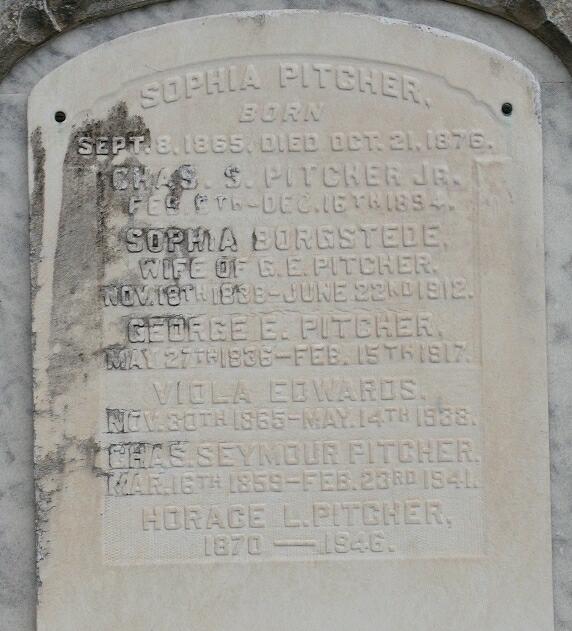 SOPHIA PITCHER,
BORN
SEPT. 8, 1865. DIED OCT. 21, 1876.
CHAS. S. PITCHER JR.
FEB. 6TH-DEC. 16TH 1894.
SOPHIA BORGSTEDE,
WIFE OF G. E. PITCHER,
NOV. 18TH 1838-JUNE 22ND 1912.
GEORGE E. PITCHER,
MAY 27TH 1836-FEB. 15TH 1917.
VIOLA EDWARDS,
NOV. 30TH 1865-MAY. 14TH 1938.
CHAS. SEYMOUR PITCHER.
MAR. 16TH 1859-FEB. 23RD 1941.
HORACE L. PITCHER,
1870 — 1946.